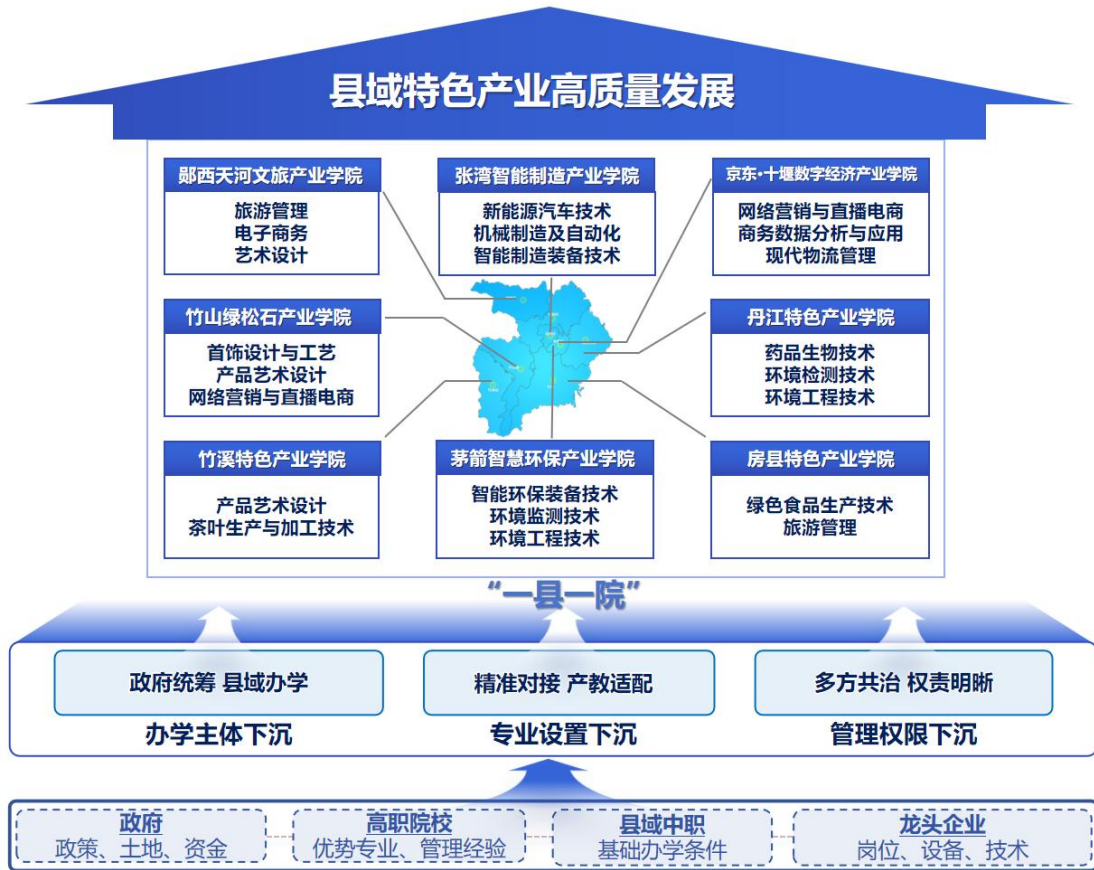 县域特色产业高质量发展
郧西天河文旅产业学院
旅游管理
电子商务
艺术设计
张湾智能制造产业学院
新能源汽车技术
机械制造及自动化
智能制造装备技术
京东·十堰数字经济产业学院
网络营销与直播电商
商务数据分析与应用
现代物流管理
竹山绿松石产业学院
首饰设计与工艺
产品艺术设计
网络营销与直播电商
丹江特色产业学院
药品生物技术
环境检测技术
环境工程技术
竹溪特色产业学院
产品艺术设计
茶叶生产与加工技术
茅箭智慧环保产业学院
智能环保装备技术
环境监测技术
环境工程技术
房县特色产业学院
绿色食品生产技术
旅游管理
“一县一院”
政府统筹 县域办学
办学主体下沉
精准对接 产教适配
专业设置下沉
多方共治 权责明晰
管理权限下沉
政府
政策、土地、资金
高职院校
优势专业、管理经验
县域中职
基础办学条件
龙头企业
岗位、设备、技术